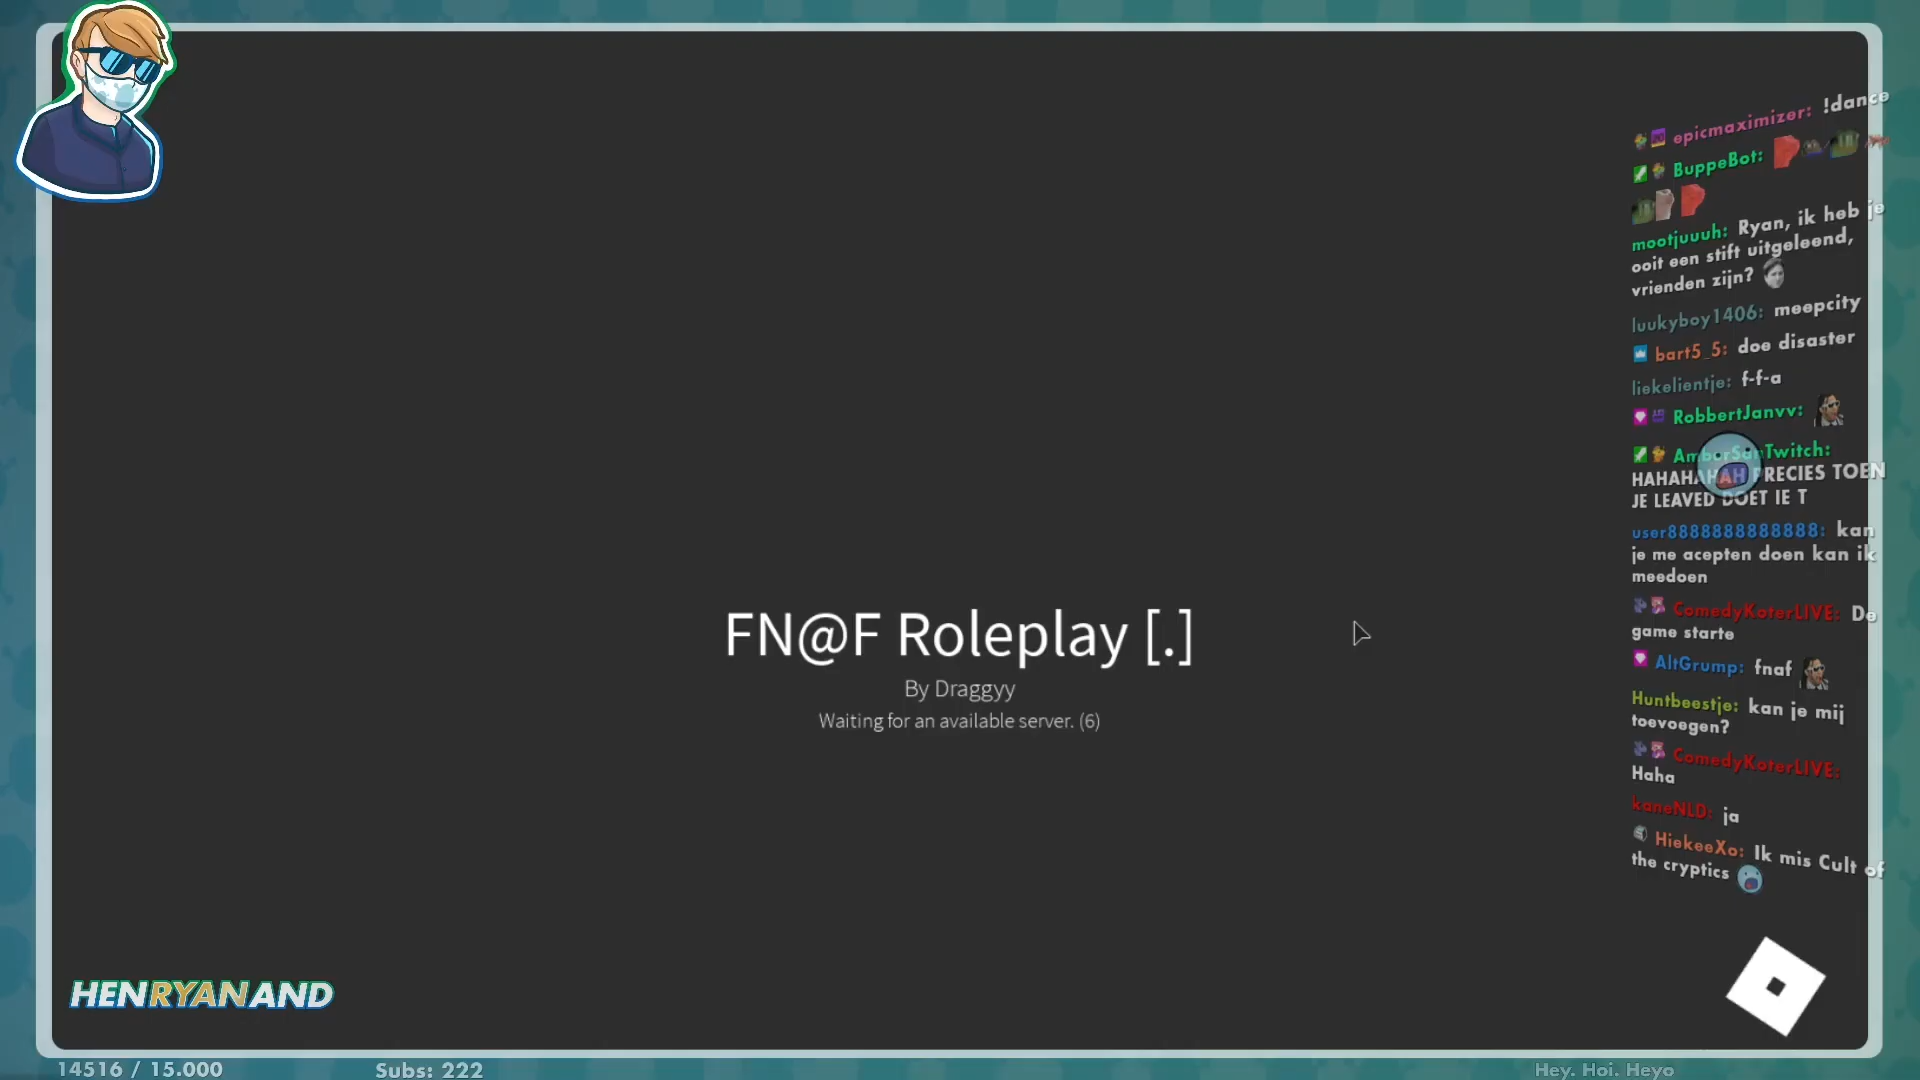 epicmaximizer: !dance
BuppeBot:
mootjuuuh: Ryan, ik heb je
ooit een stift uitgeleend,
vrienden zijn?
luukyboy1406: meepcity
bart5_5: doe disaster
liekelientje: f-f-a
RobbertJanvv:
AmberSanTwitch:
HAHAHAHAH PRECIES TOEN
JE LEAVED DOET IE T
user8888888888888: kan
je me acepten doen kan ik
meedoen
ComedyKoterLIVE: De
game starte
AltGrump: fnaf
Huntbeestje: kan je mij
toevoegen?
ComedyKoterLIVE:
Haha
kaneNLD: ja
HiekeeXo: Ik mis Cult of
the cryptics
FN@F Roleplay [.]
By Draggyy
Waiting for an available server. (6)
HENRYANAND
14516 / 15.000
Subs: 222
Hey. Hoi. Heyo